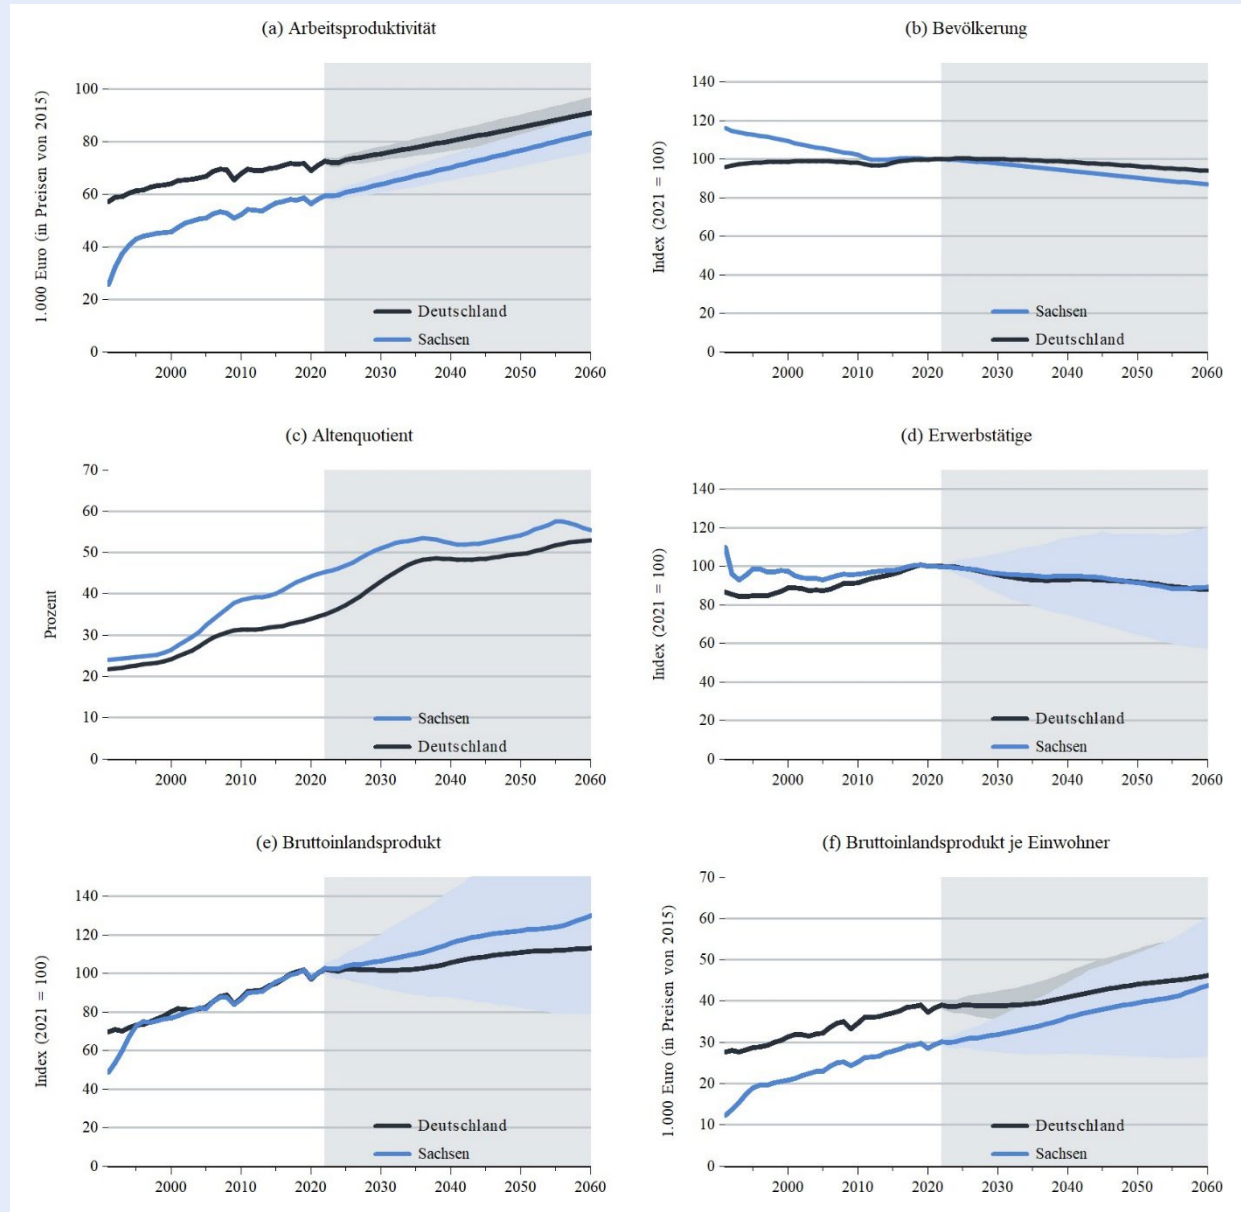 (a) Arbeitsproduktivität
1.000 Euro (in Preisen von 2015)
100
80
60
40
20
0
Deutschland
Sachsen
2000 2010 2020 2030 2040 2050 2060
(b) Bevölkerung
Index (2021 = 100)
140
120
100
80
60
40
20
0
Sachsen
Deutschland
2000 2010 2020 2030 2040 2050 2060
(c) Altenquotient
Prozent
70
60
50
40
30
20
10
0
Sachsen
Deutschland
2000 2010 2020 2030 2040 2050 2060
(d) Erwerbstätige
Index (2021 = 100)
140
120
100
80
60
40
20
0
Deutschland
Sachsen
2000 2010 2020 2030 2040 2050 2060
(e) Bruttoinlandsprodukt
Index (2021 = 100)
140
120
100
80
60
40
20
0
Deutschland
Sachsen
2000 2010 2020 2030 2040 2050 2060
(f) Bruttoinlandsprodukt je Einwohner
1.000 Euro (in Preisen von 2015)
70
60
50
40
30
20
10
0
Deutschland
Sachsen
2000 2010 2020 2030 2040 2050 2060